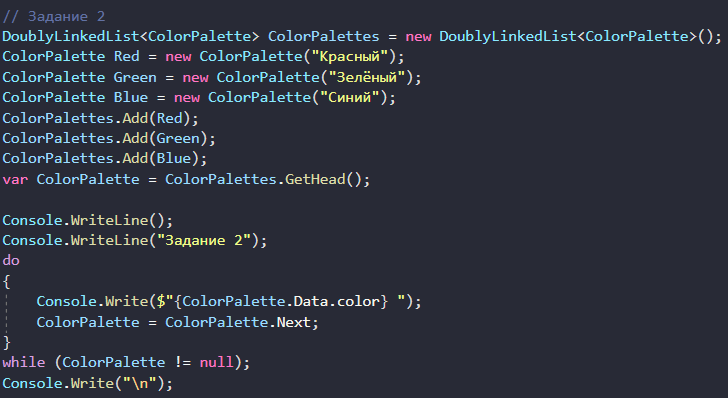 // Задание 2
DoublyLinkedList<ColorPalette> ColorPalettes = new DoublyLinkedList<ColorPalette>();
ColorPalette Red = new ColorPalette("Красный");
ColorPalette Green = new ColorPalette("Зелёный");
ColorPalette Blue = new ColorPalette("Синий");
ColorPalettes.Add(Red);
ColorPalettes.Add(Green);
ColorPalettes.Add(Blue);
var ColorPalette = ColorPalettes.GetHead();

Console.WriteLine();
Console.WriteLine("Задание 2");
do
{
    Console.Write($"{ColorPalette.Data.color} ");
    ColorPalette = ColorPalette.Next;
}
while (ColorPalette != null);
Console.Write("\n");